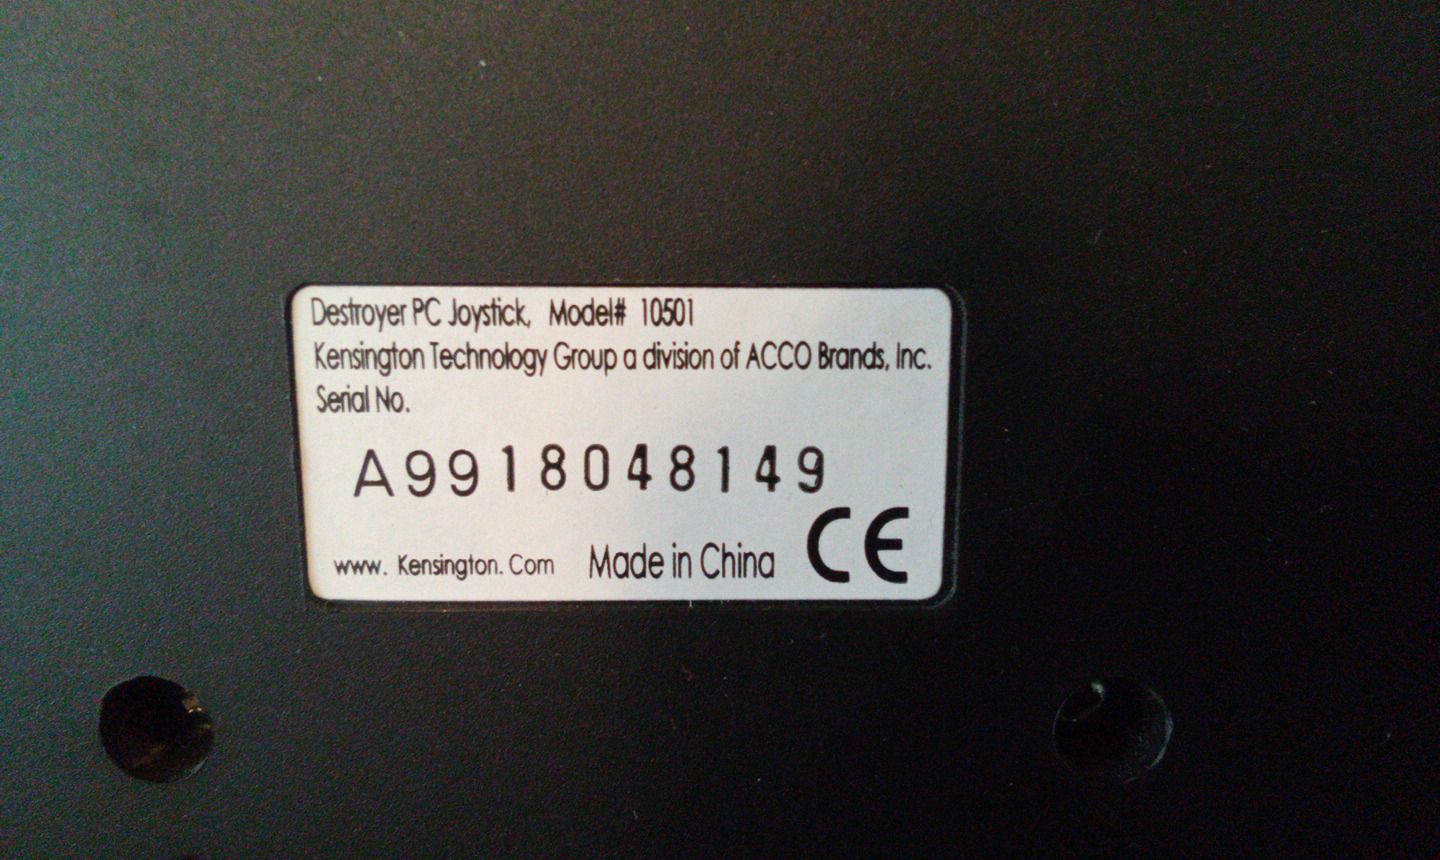 Destroyer PC Joystick, Model# 10501
Kensington Technology Group a division of ACCO Brands, Inc.
Serial No.
A9918048149
www. Kensington. Com Made in China CE